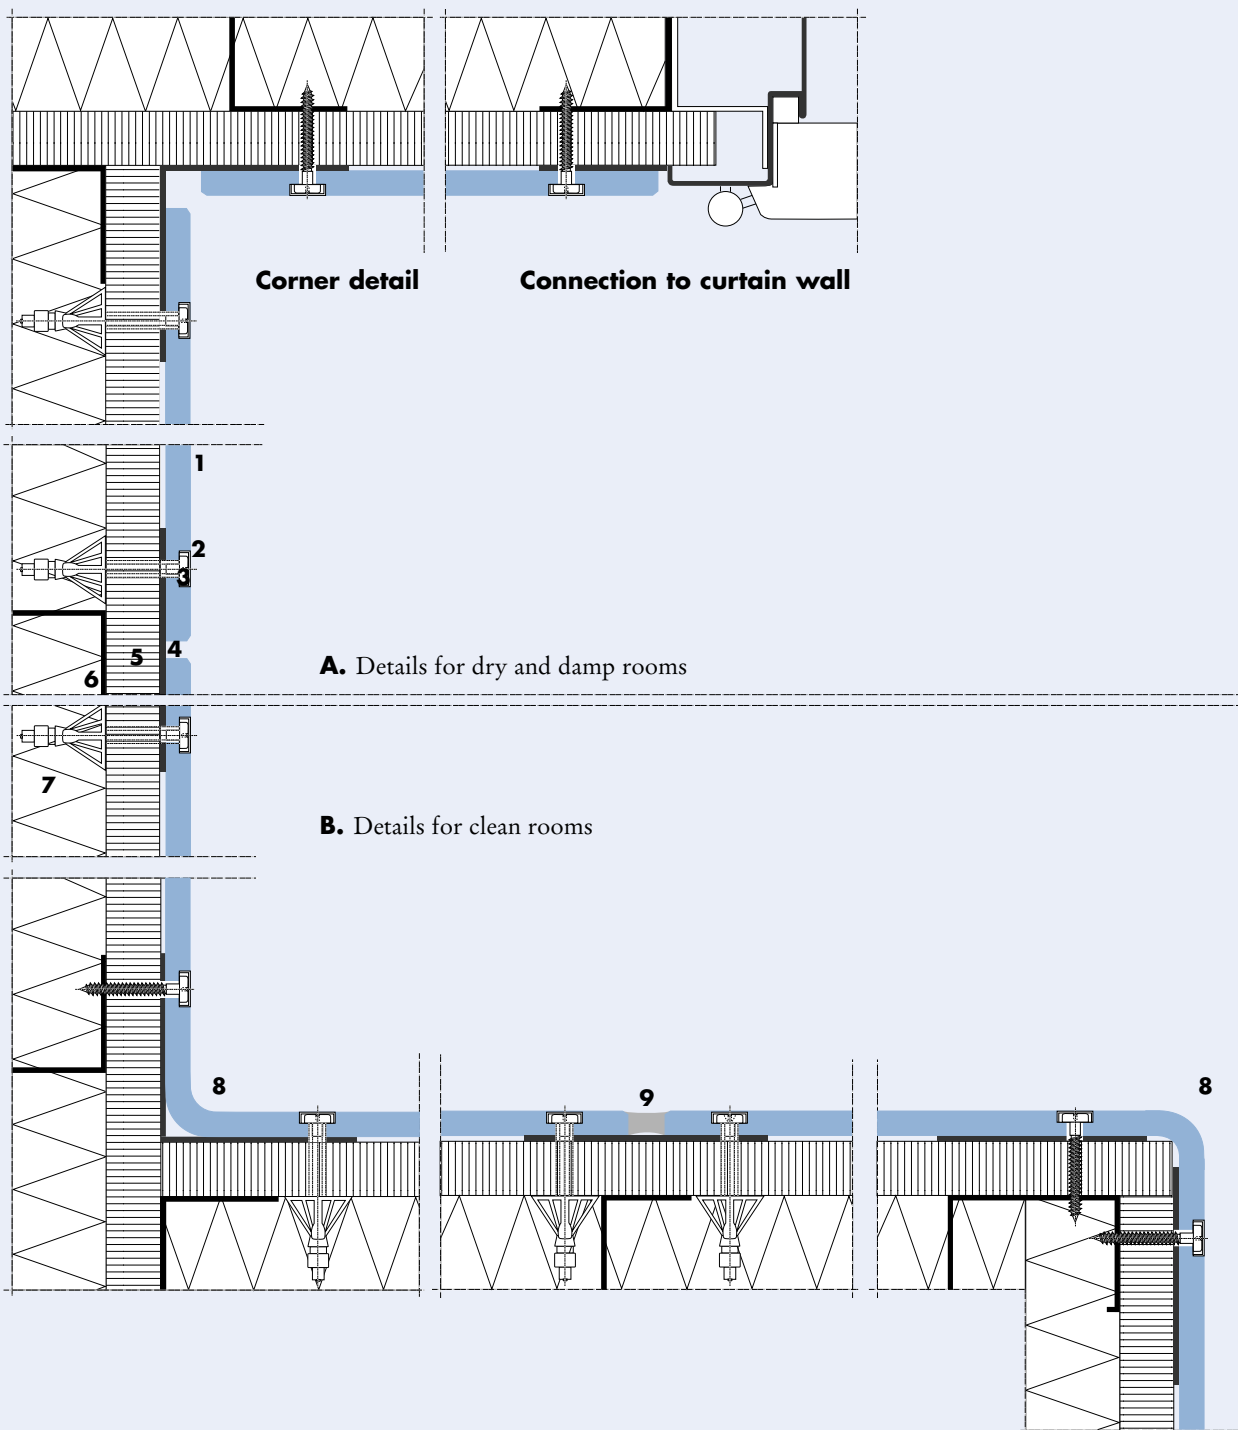 Corner detail
Connection to curtain wall
1
2
3
4
5
6
A. Details for dry and damp rooms
7
B. Details for clean rooms
8
9
8